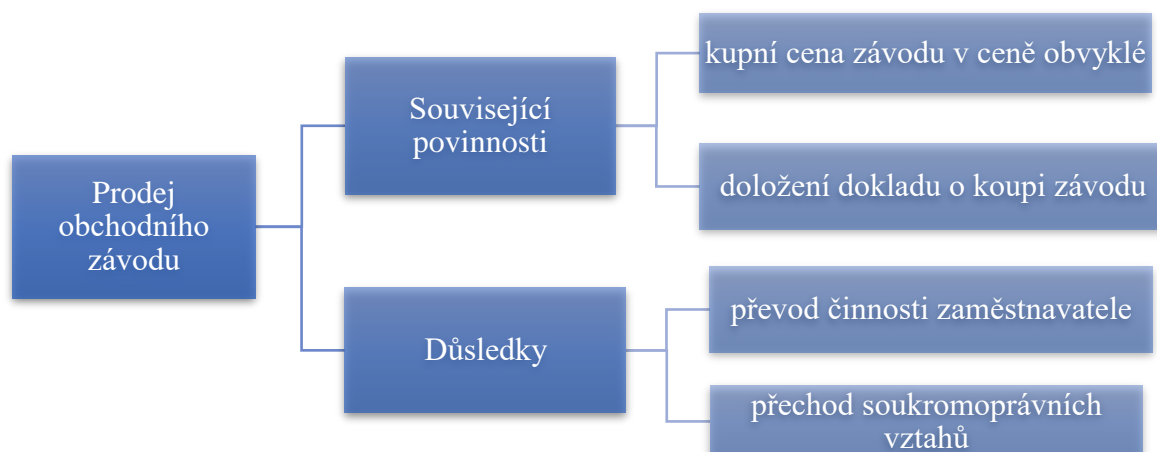 Prodej
obchodního
závodu
Související
povinnosti
kupní cena závodu v ceně obvyklé
doložení dokladu o koupi závodu
Důsledky
převod činnosti zaměstnavatele
přechod soukromoprávních
vztahů